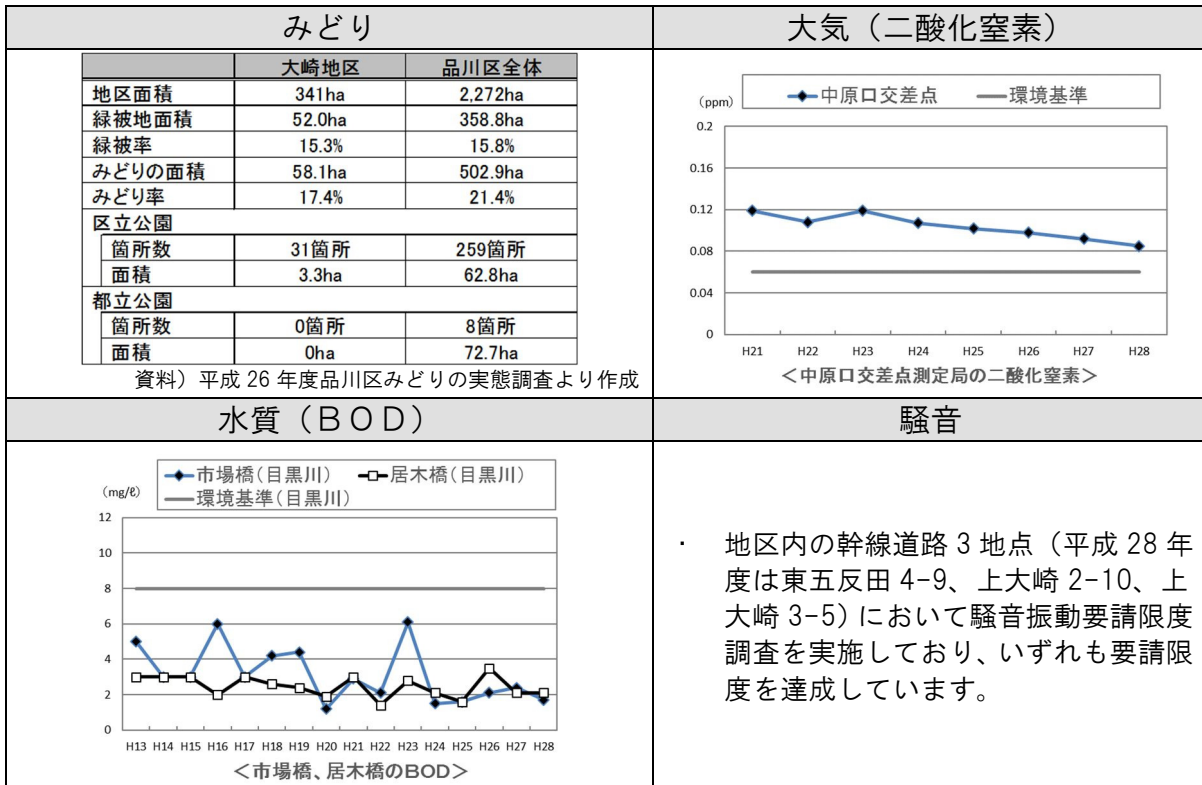 みどり
大崎地区 品川区全体
地区面積 341ha 2,272ha
緑被地面積 52.0ha 358.8ha
緑被率 15.3% 15.8%
みどりの面積 58.1ha 502.9ha
みどり率 17.4% 21.4%
区立公園
箇所数 31箇所 259箇所
面積 3.3ha 62.8ha
都立公園
箇所数 0箇所 8箇所
面積 0ha 72.7ha
資料）平成 26 年度品川区みどりの実態調査より作成
大気（二酸化窒素）
(ppm)
中原口交差点 環境基準
0.2
0.16
0.12
0.08
0.04
0
H21 H22 H23 H24 H25 H26 H27 H28
＜中原口交差点測定局の二酸化窒素＞
水質（ＢＯＤ）
市場橋（目黒川） 居木橋（目黒川）
環境基準（目黒川）
(mg/ℓ)
12
10
8
6
4
2
0
H13 H14 H15 H16 H17 H18 H19 H20 H21 H22 H23 H24 H25 H26 H27 H28
＜市場橋、居木橋のＢＯＤ＞
騒音
・ 地区内の幹線道路 3 地点（平成 28 年
度は東五反田 4-9、上大崎 2-10、上
大崎 3-5）において騒音振動要請限度
調査を実施しており、いずれも要請限
度を達成しています。